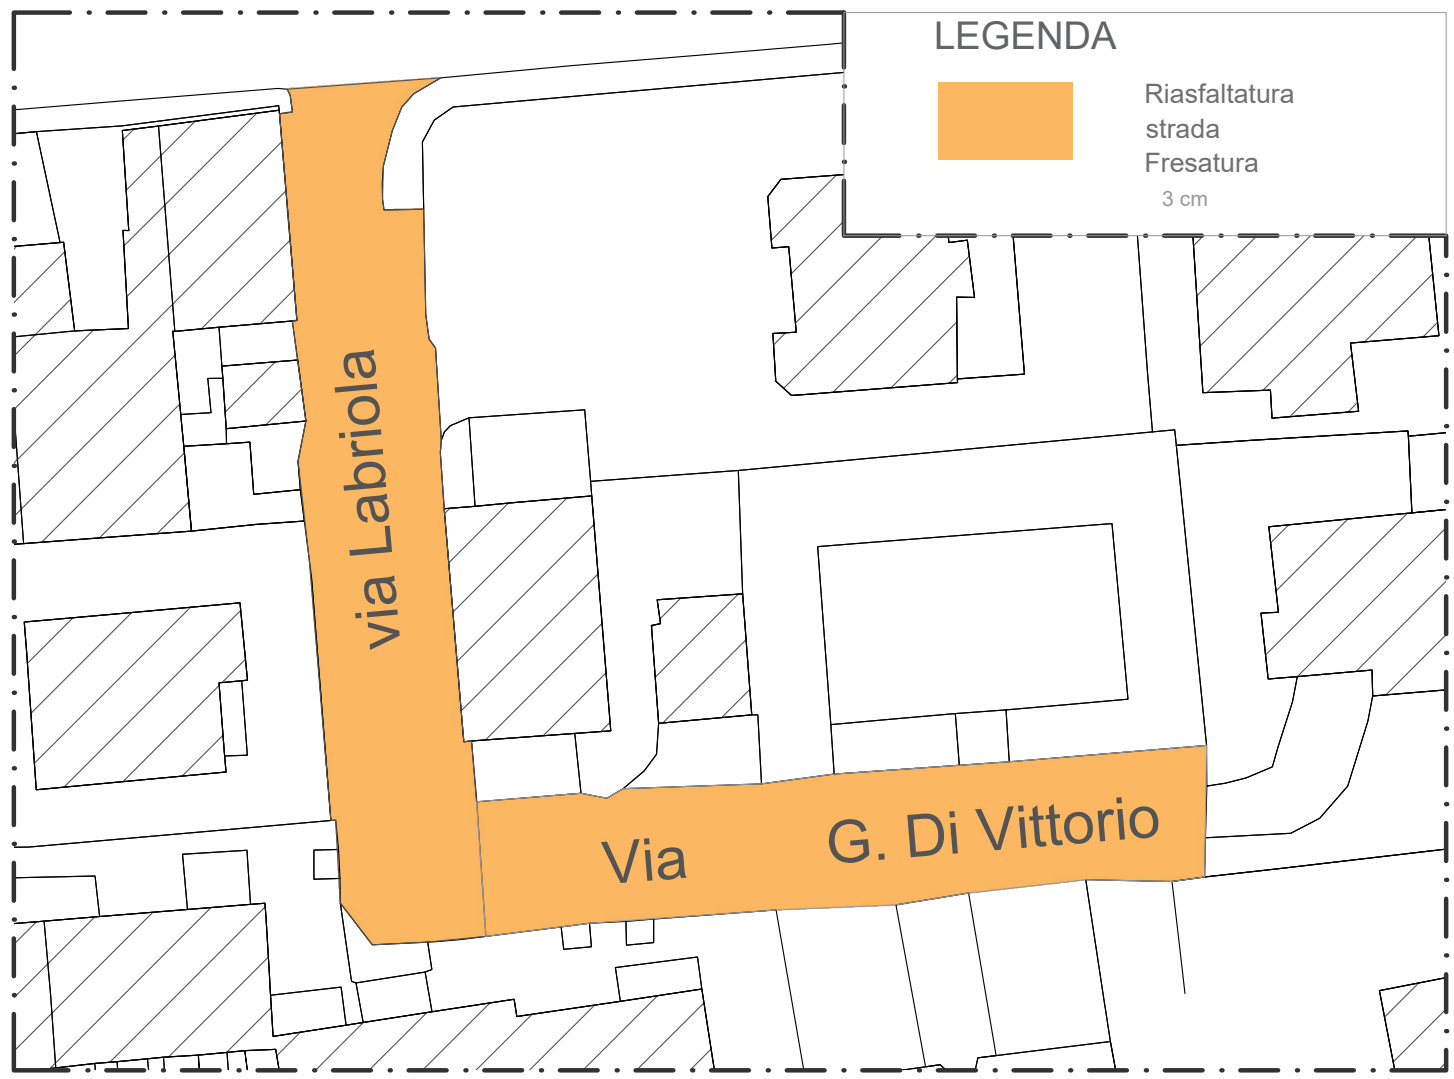 LEGENDA
Riasfaltatura
strada
Fresatura
3 cm
via Labriola
Via G. Di Vittorio